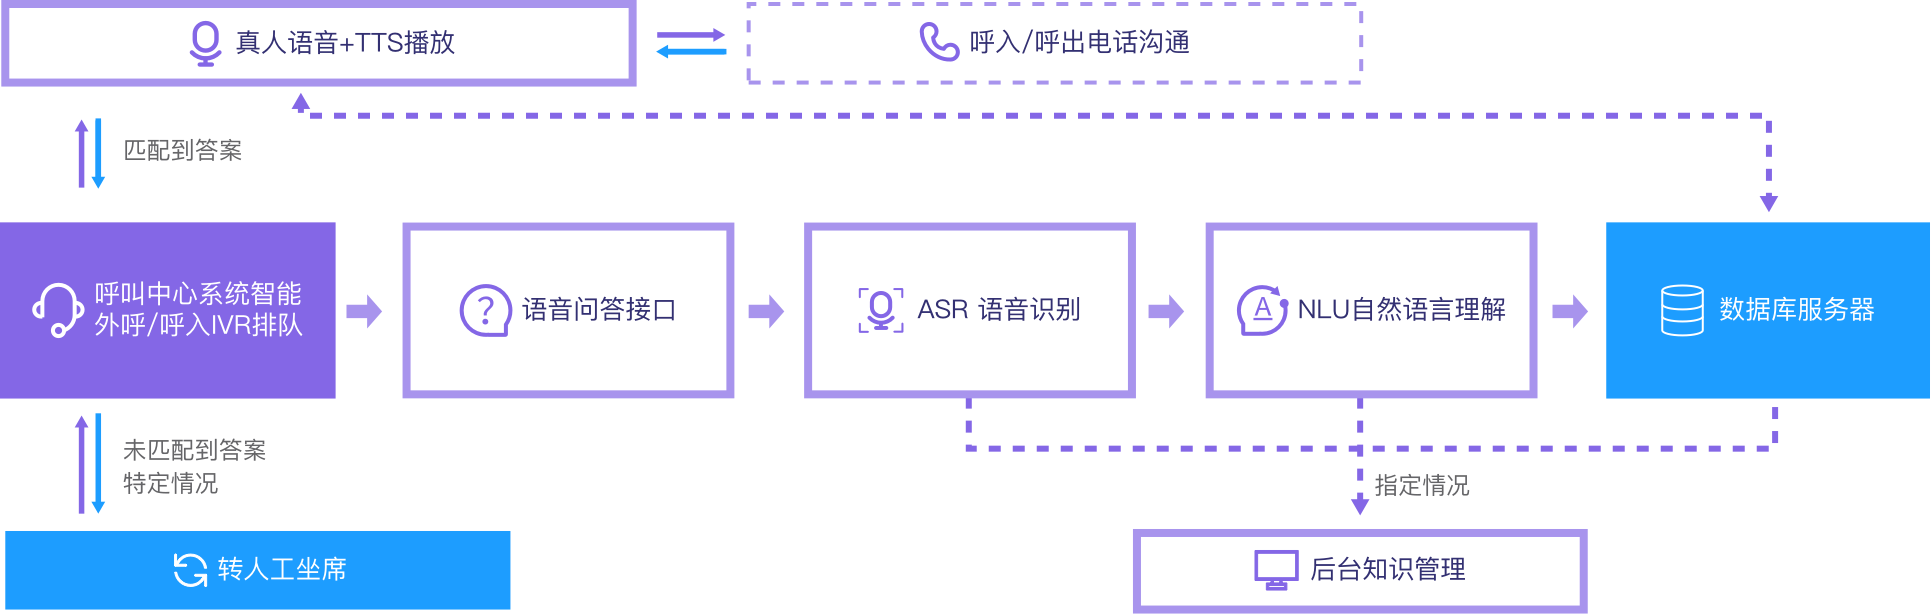 真人语音+TTS播放
呼入/呼出电话沟通
匹配到答案
呼叫中心系统智能
外呼/呼入IVR排队
语音问答接口
ASR 语音识别
NLU自然语言理解
数据库服务器
未匹配到答案
特定情况
指定情况
转人工坐席
后台知识管理